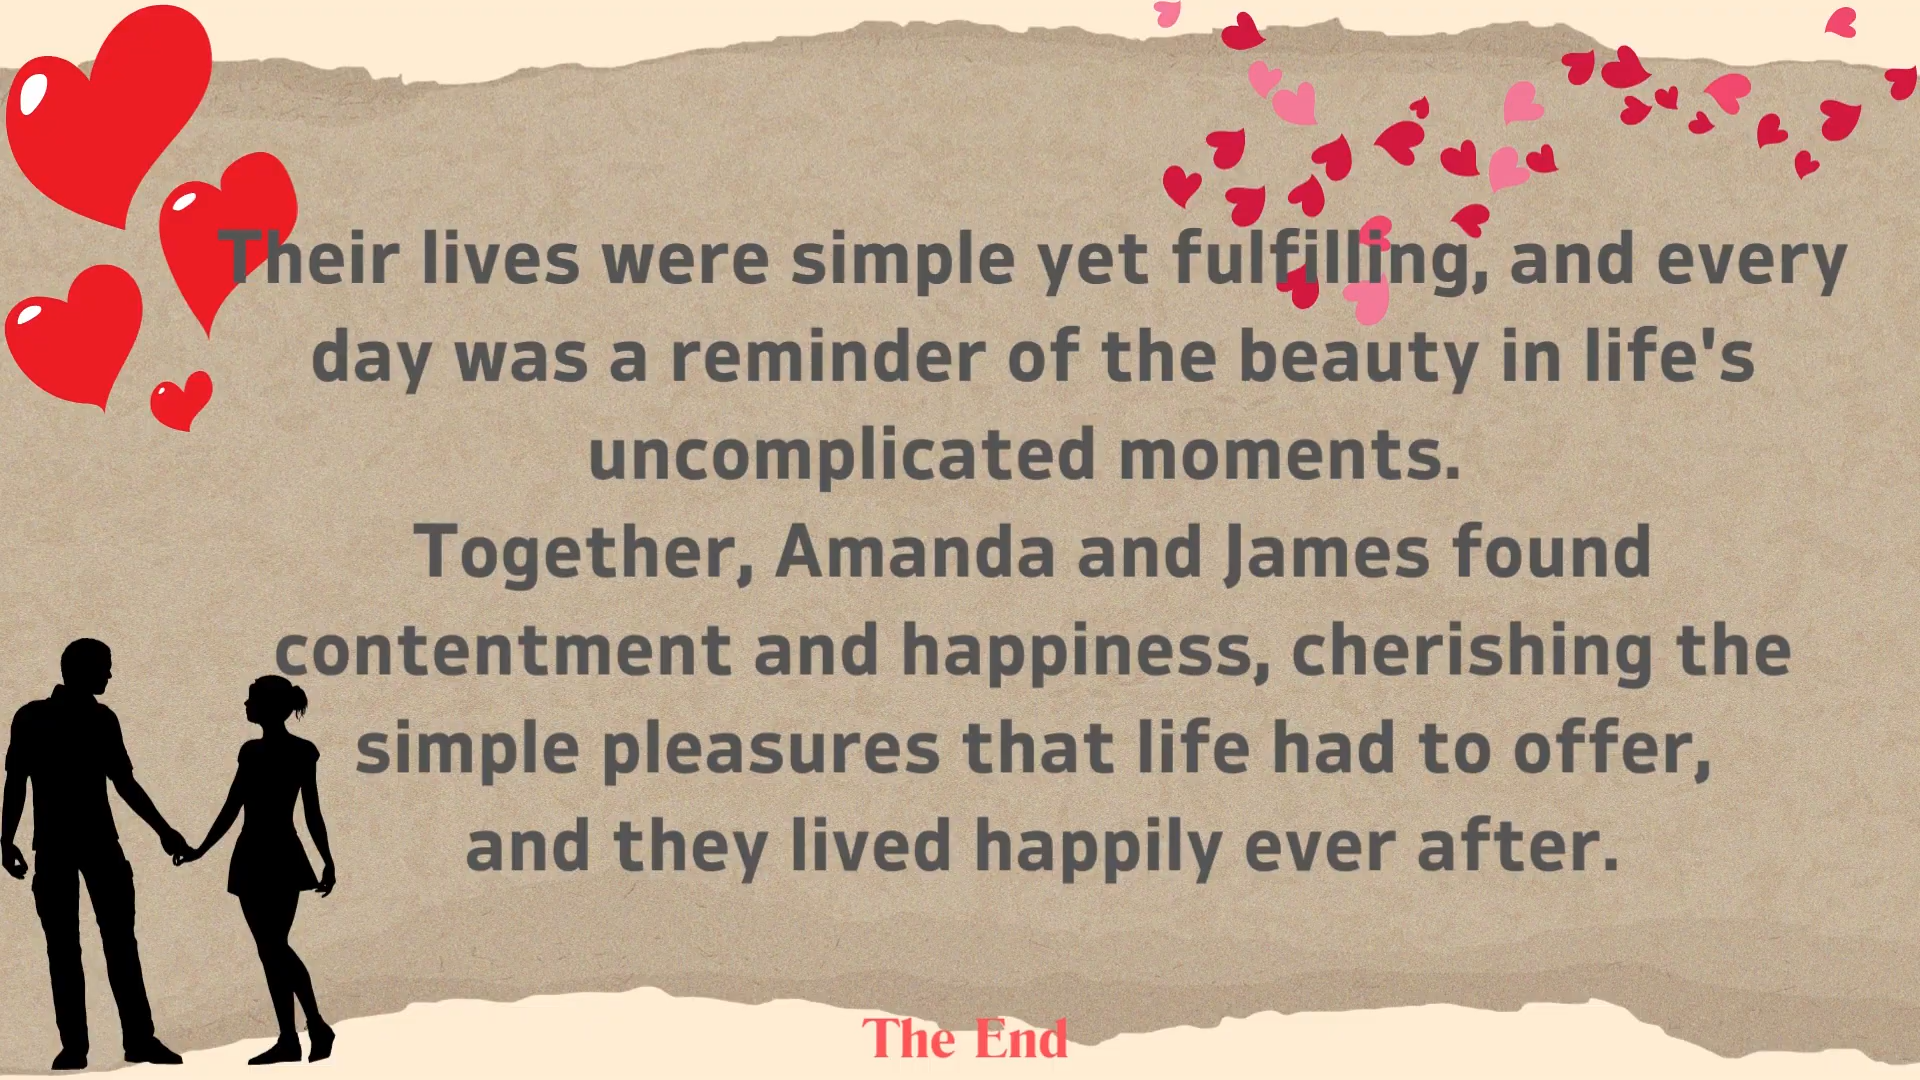 Their lives were simple yet fulfilling, and every
day was a reminder of the beauty in life's
uncomplicated moments.
Together, Amanda and James found
contentment and happiness, cherishing the
simple pleasures that life had to offer,
and they lived happily ever after.
The End